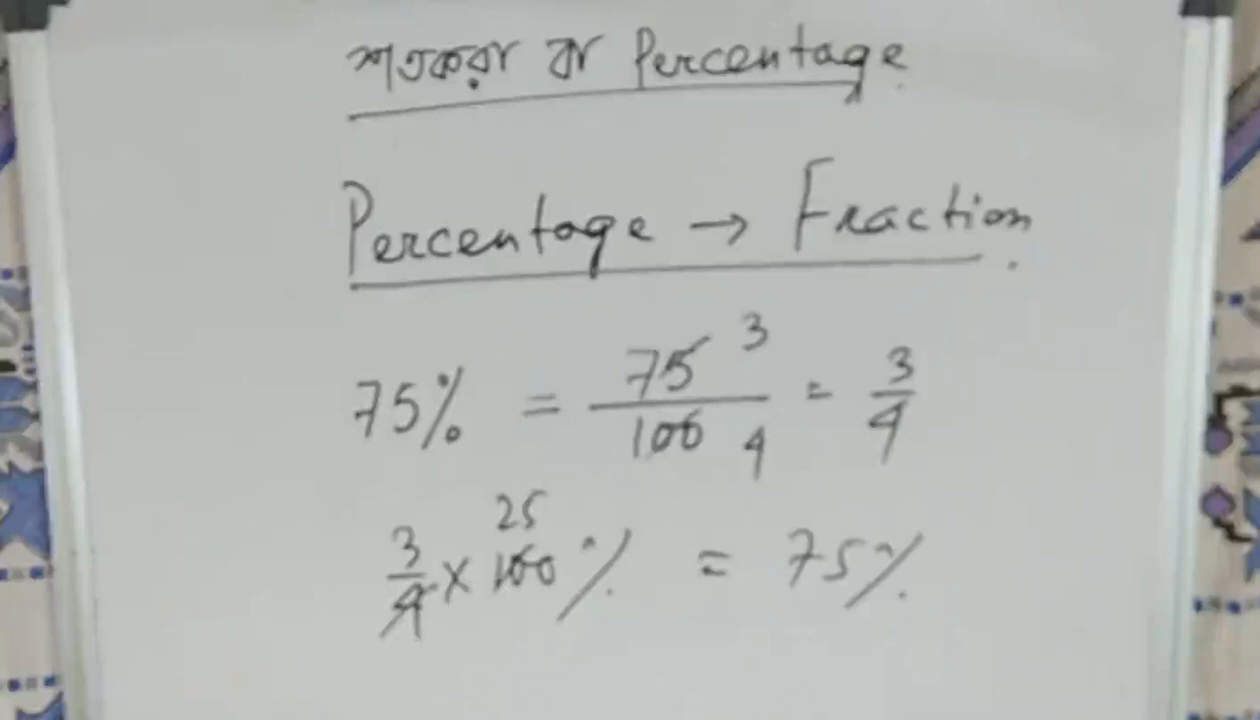 শতকরা বা Percentage.
Percentage → Fraction.
75% = 75/100 3 4 = 3/4
3/4 × 100 25 % = 75%